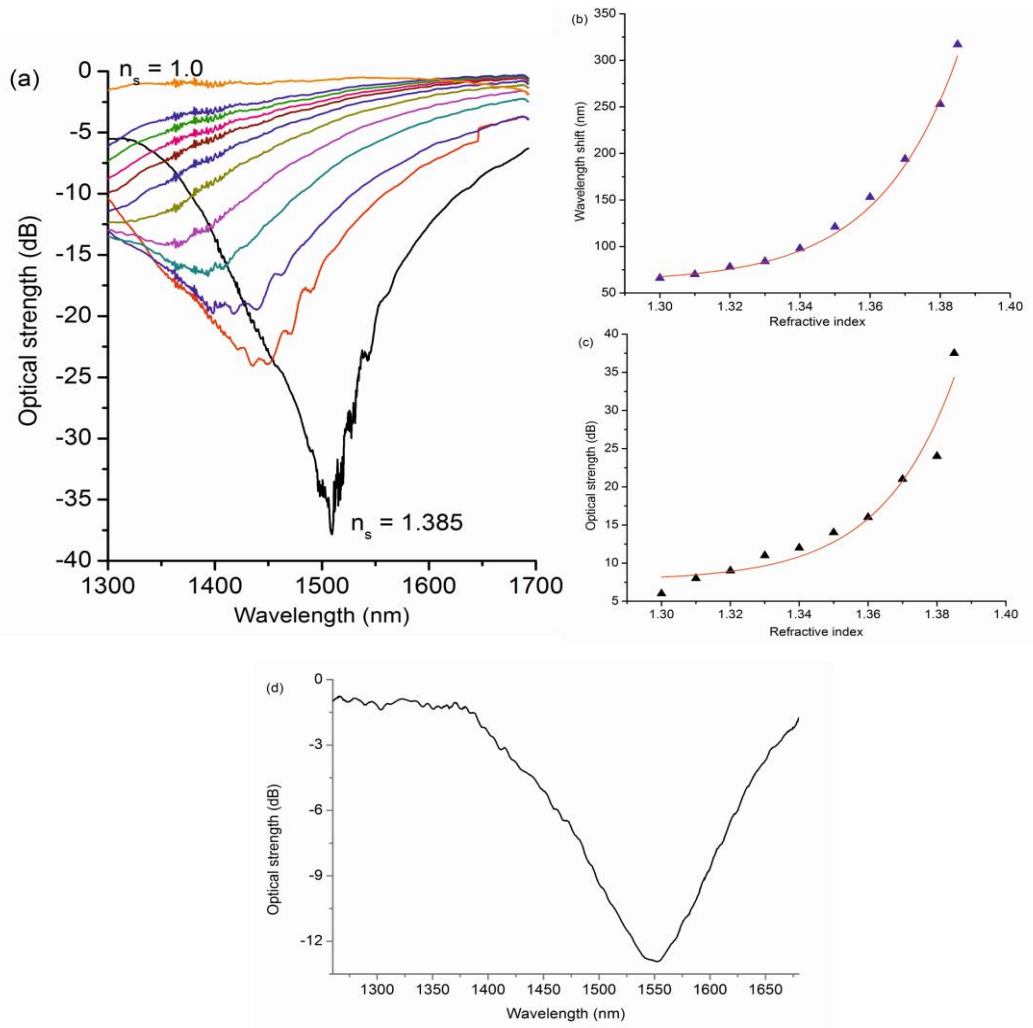 (a)
n_s = 1.0
0
-5
-10
-15
-20
-25
-30
-35
-40
Optical strength (dB)
n_s = 1.385
1300 1400 1500 1600 1700
Wavelength (nm)
(b)
350
300
250
200
150
100
50
Wavelength shift (nm)
1.30 1.32 1.34 1.36 1.38 1.40
Refractive index
(c)
40
35
30
25
20
15
10
5
Optical strength (dB)
1.30 1.32 1.34 1.36 1.38 1.40
Refractive index
(d)
0
-3
-6
-9
-12
Optical strength (dB)
1300 1350 1400 1450 1500 1550 1600 1650
Wavelength (nm)